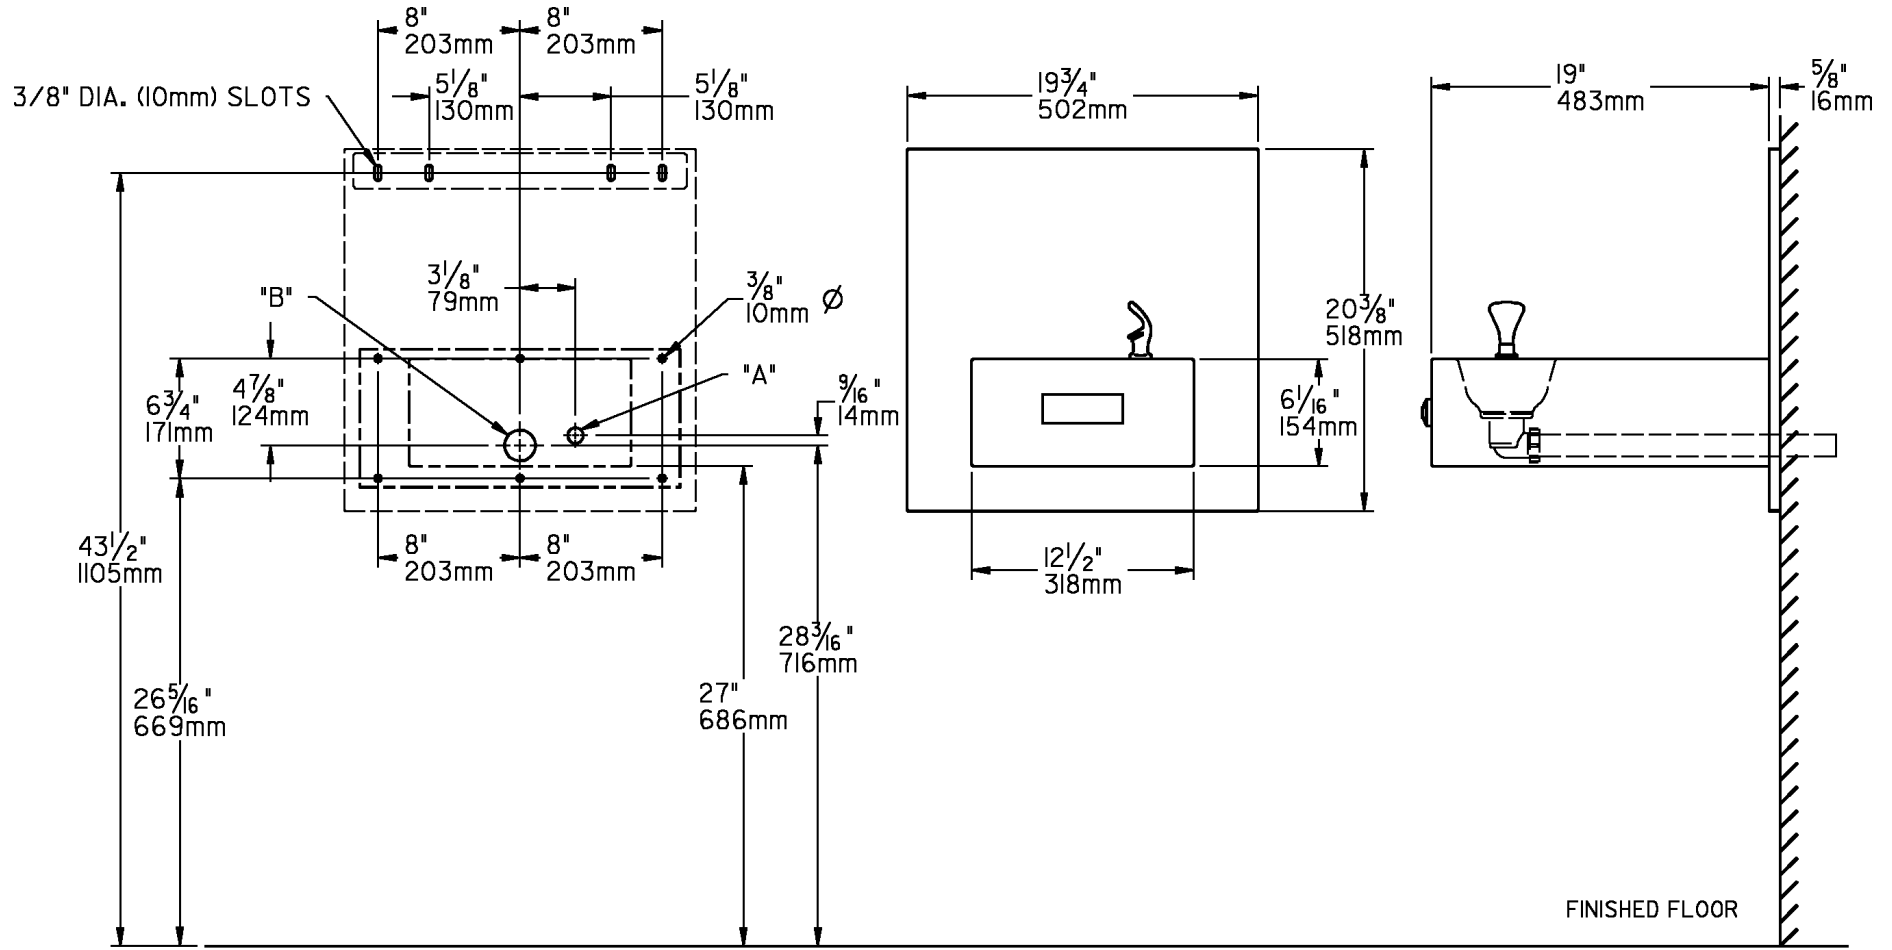 8"
203mm
8"
203mm
5 1/8"
130mm
5 1/8"
130mm
3/8" DIA. (10mm) SLOTS
19 3/4"
502mm
19"
483mm
5/8"
16mm
3 1/8"
79mm
"B"
3/8"
10mm Ø
"A"
20 3/8"
518mm
4 7/8"
124mm
6 3/4"
171mm
9/16"
14mm
6 1/16"
154mm
43 1/2"
1105mm
8"
203mm
8"
203mm
12 1/2"
318mm
28 3/16"
716mm
26 5/16"
669mm
27"
686mm
FINISHED FLOOR